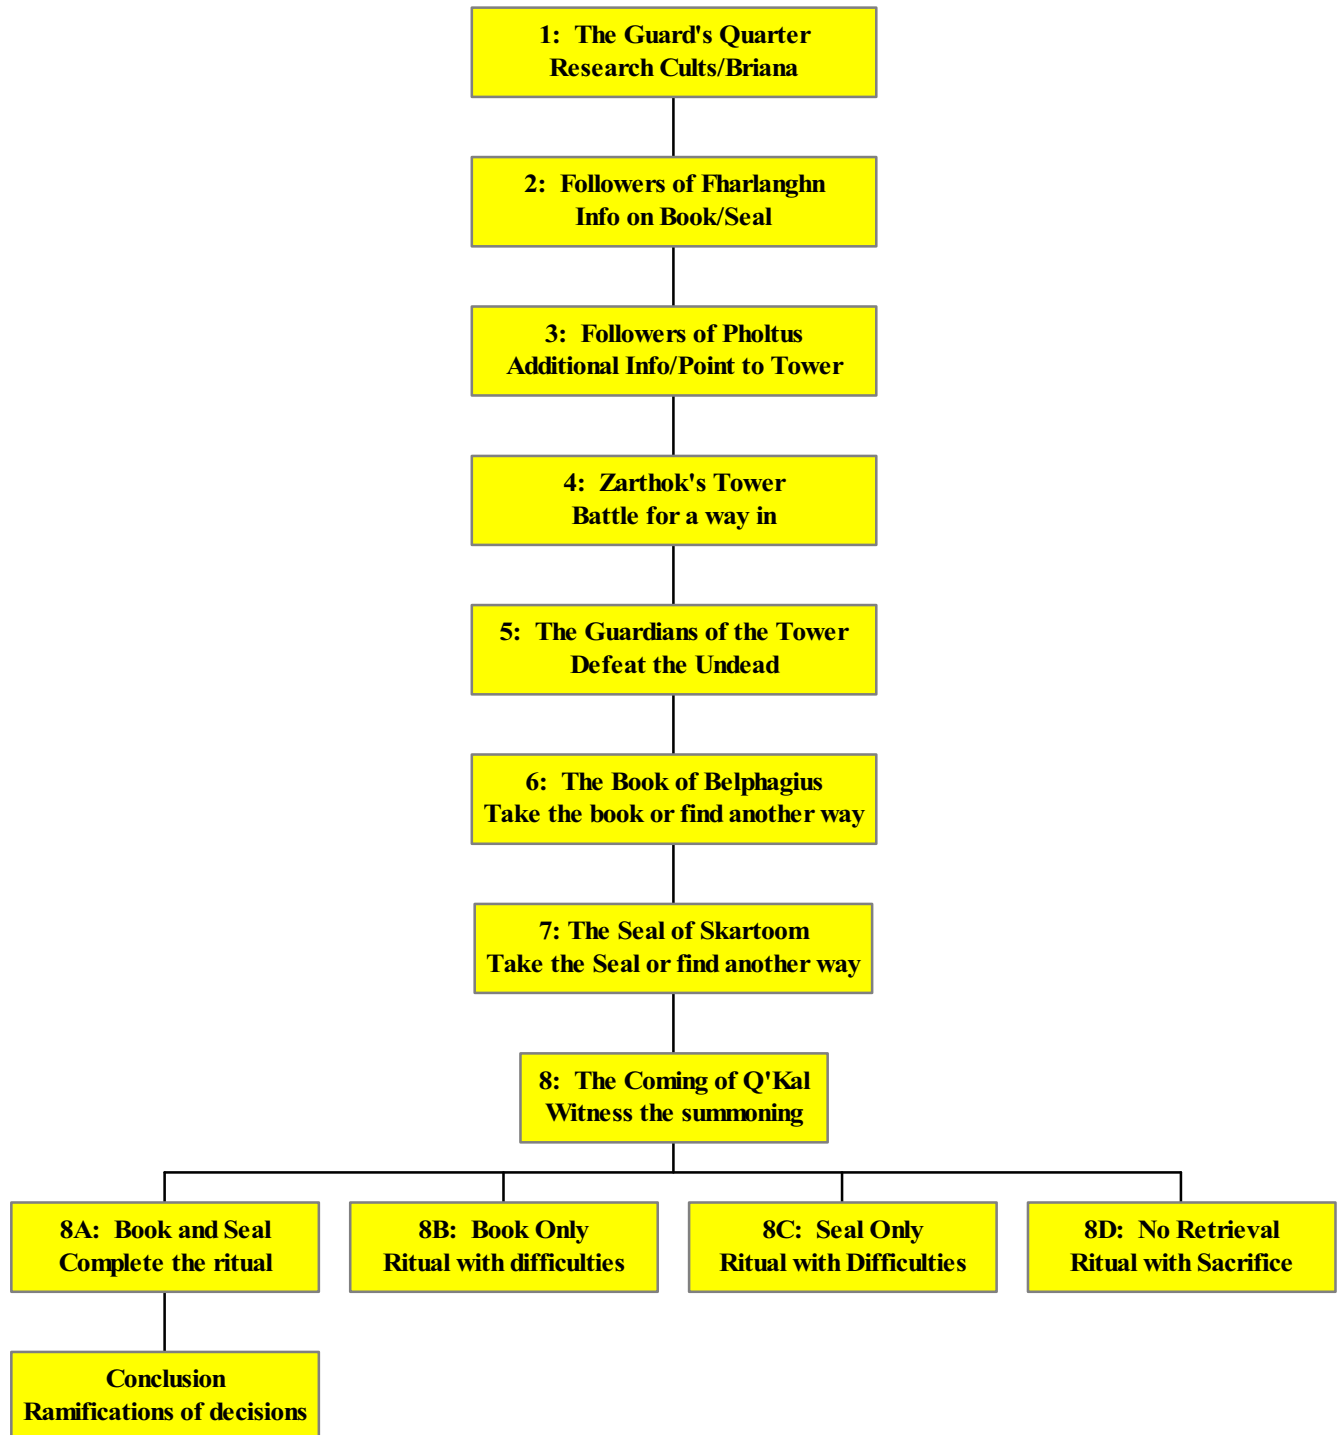 1: The Guard's Quarter
Research Cults/Briana
2: Followers of Fharlanghn
Info on Book/Seal
3: Followers of Pholtus
Additional Info/Point to Tower
4: Zarthok's Tower
Battle for a way in
5: The Guardians of the Tower
Defeat the Undead
6: The Book of Belphagius
Take the book or find another way
7: The Seal of Skartoom
Take the Seal or find another way
8: The Coming of Q'Kal
Witness the summoning
8A: Book and Seal
Complete the ritual
8B: Book Only
Ritual with difficulties
8C: Seal Only
Ritual with Difficulties
8D: No Retrieval
Ritual with Sacrifice
Conclusion
Ramifications of decisions